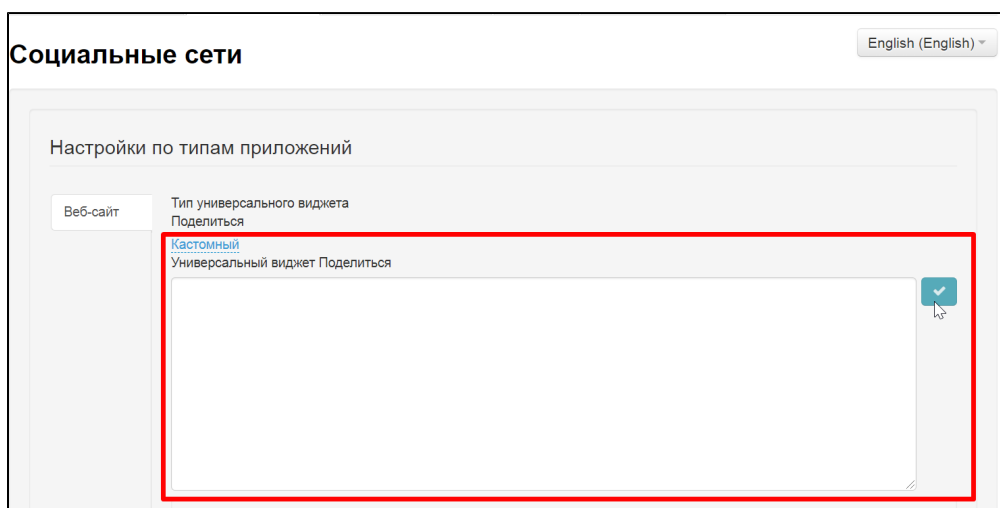 Социальные сети
English (English)
Настройки по типам приложений
Веб-сайт
Тип универсального виджета
Поделиться
Кастомный
Универсальный виджет Поделиться